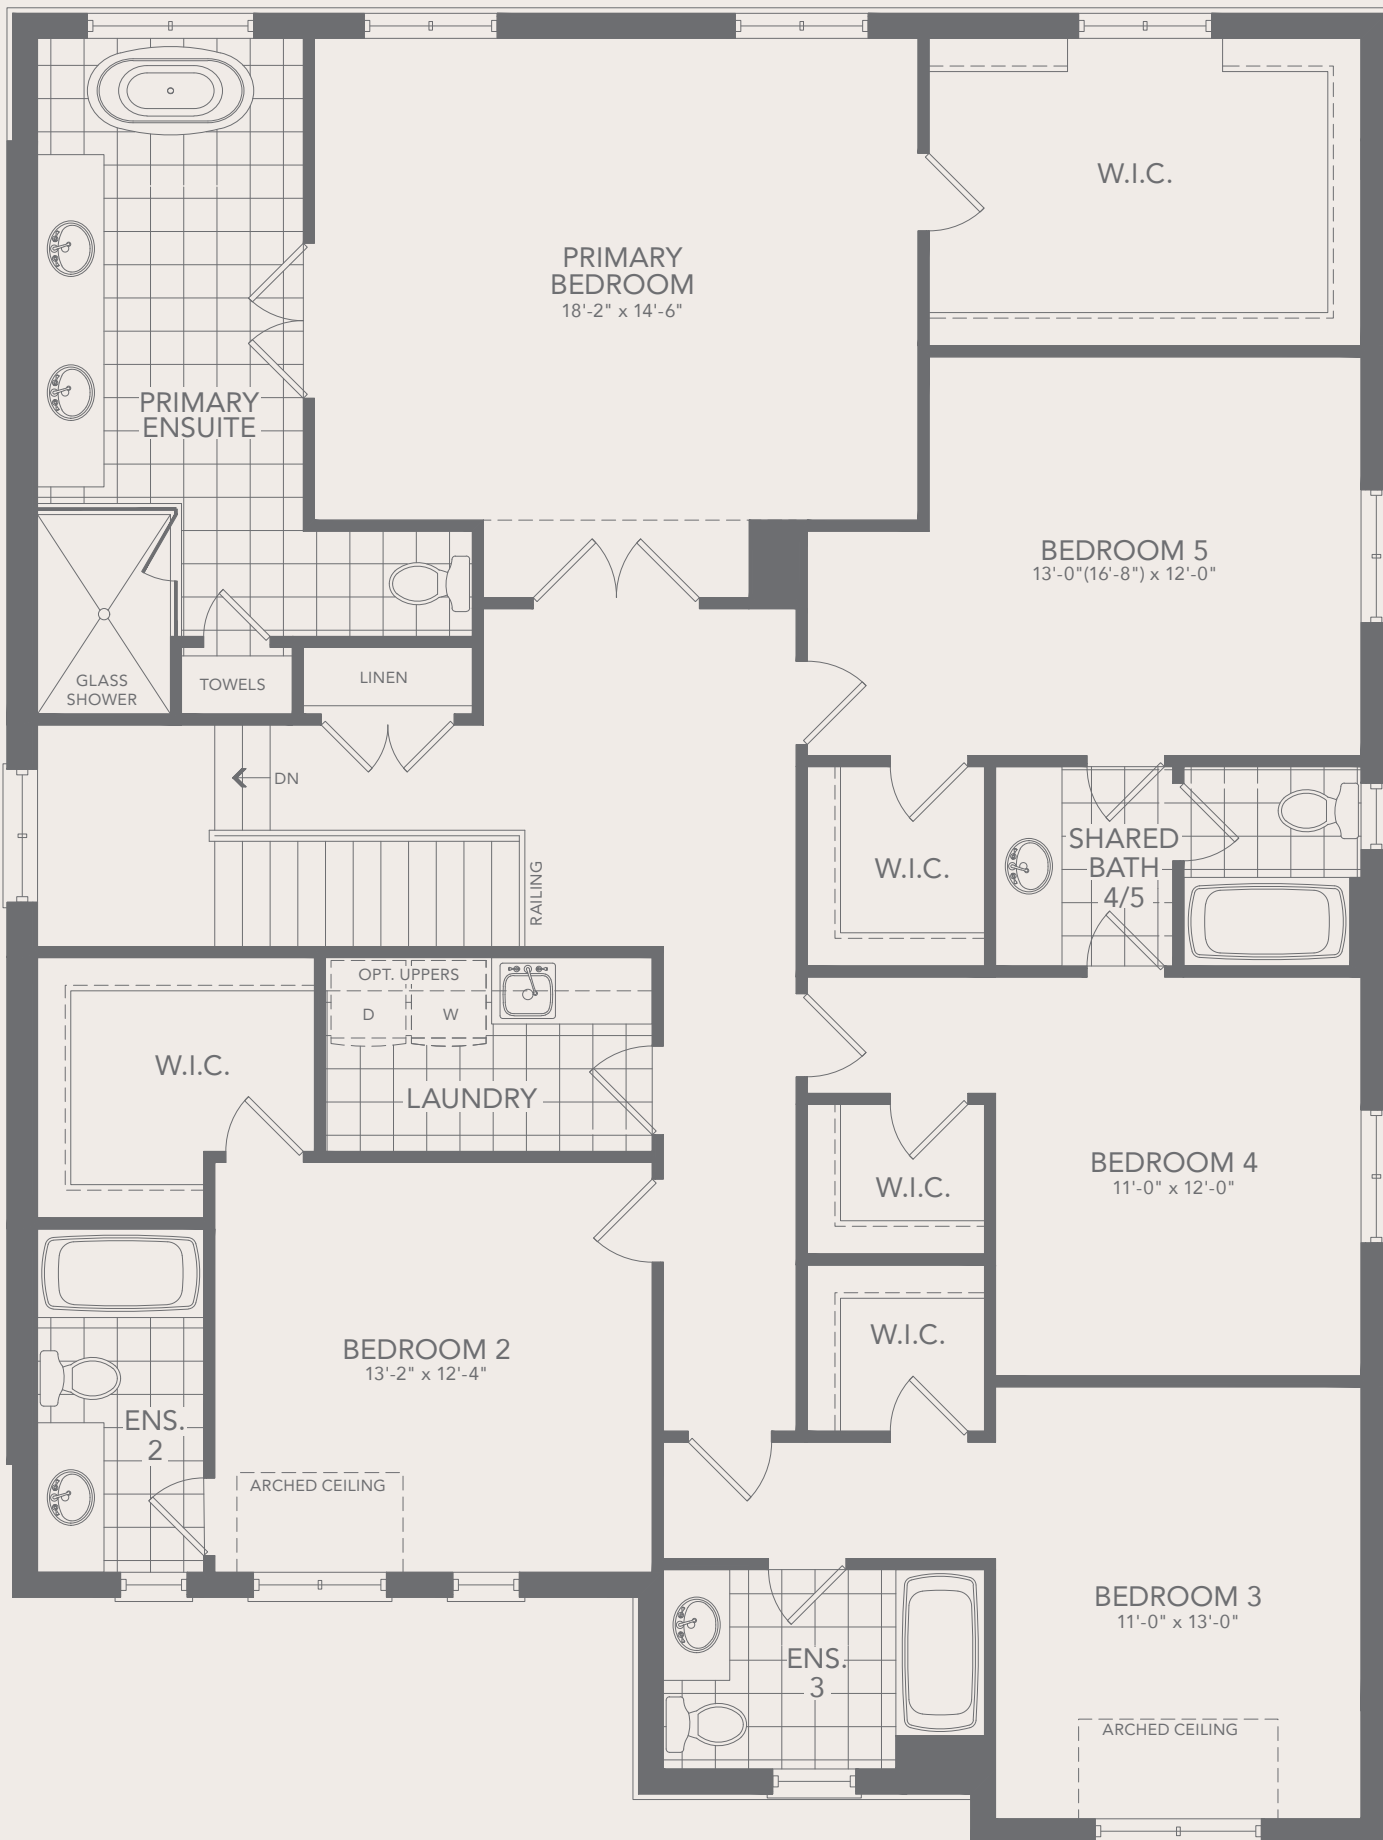 W.I.C.
PRIMARY
BEDROOM
18'-2" x 14'-6"
PRIMARY
ENSUITE
BEDROOM 5
13'-0"(16'-8") x 12'-0"
GLASS
SHOWER
TOWELS
LINEN
DN
RAILING
W.I.C.
SHARED
BATH
4/5
OPT. UPPERS
D
W
LAUNDRY
W.I.C.
W.I.C.
BEDROOM 4
11'-0" x 12'-0"
W.I.C.
BEDROOM 2
13'-2" x 12'-4"
ENS.
2
ARCHED CEILING
BEDROOM 3
11'-0" x 13'-0"
ENS.
3
ARCHED CEILING